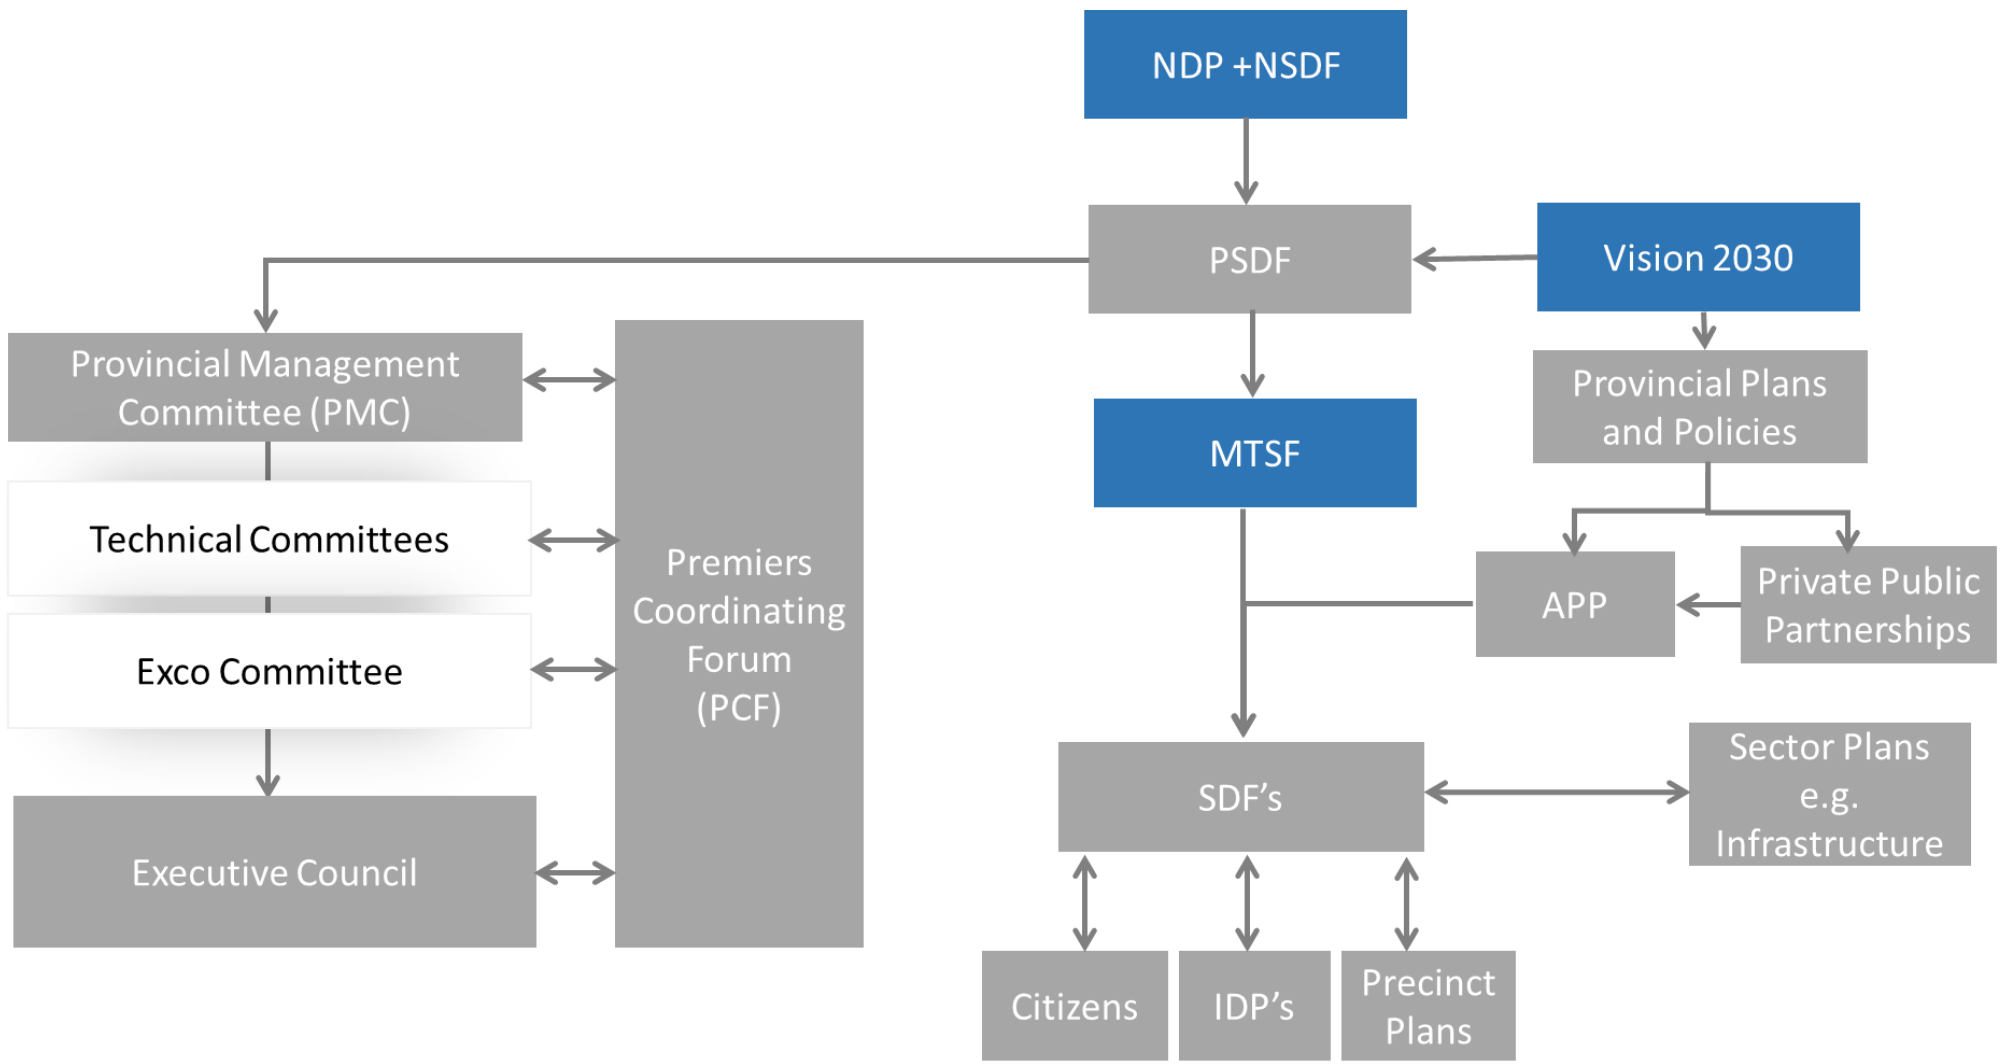 NDP +NSDF
PSDF
Vision 2030
Provincial Management
Committee (PMC)
Provincial Plans
and Policies
MTSF
Technical Committees
Premiers
Coordinating
Forum
(PCF)
APP
Private Public
Partnerships
Exco Committee
Sector Plans
e.g.
Infrastructure
SDF’s
Executive Council
Citizens
IDP’s
Precinct
Plans